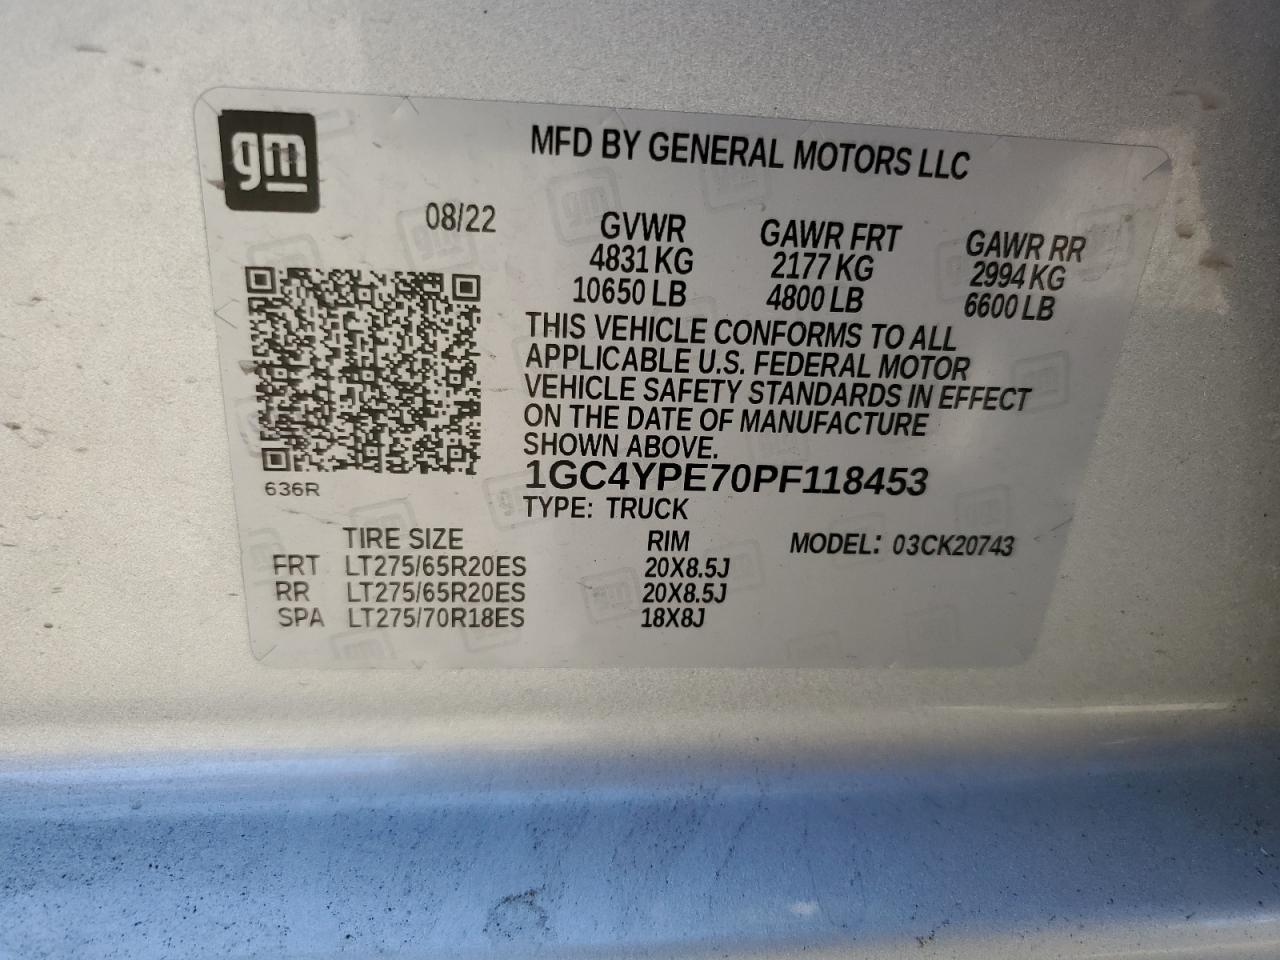 gm
MFD BY GENERAL MOTORS LLC
08/22
GVWR GAWR FRT GAWR RR
4831 KG 2177 KG 2994 KG
10650 LB 4800 LB 6600 LB
THIS VEHICLE CONFORMS TO ALL
APPLICABLE U.S. FEDERAL MOTOR
VEHICLE SAFETY STANDARDS IN EFFECT
ON THE DATE OF MANUFACTURE
SHOWN ABOVE.
1GC4YPE70PF118453
636R
TYPE: TRUCK
TIRE SIZE RIM MODEL: 03CK20743
FRT LT275/65R20ES 20X8.5J
RR LT275/65R20ES 20X8.5J
SPA LT275/70R18ES 18X8J